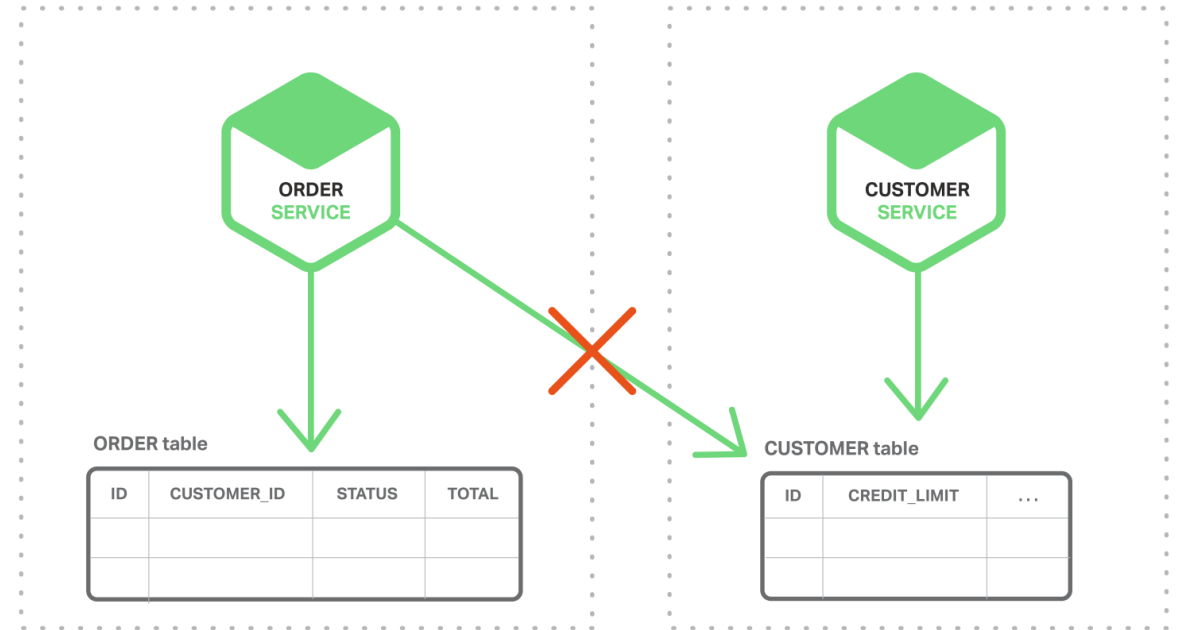 ORDER
SERVICE
CUSTOMER
SERVICE
ORDER table
ID CUSTOMER_ID STATUS TOTAL
CUSTOMER table
ID CREDIT_LIMIT ...